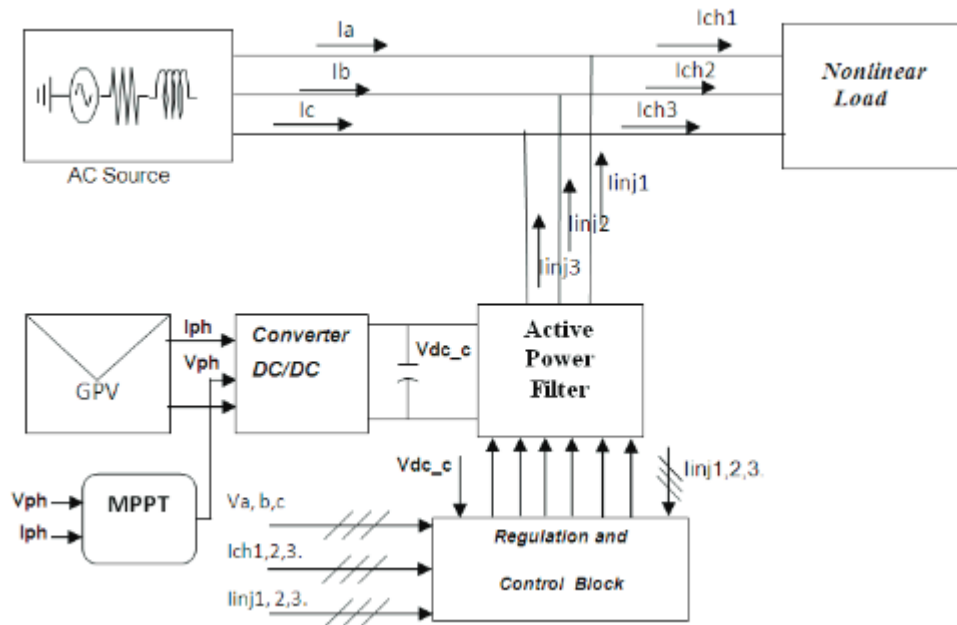 Ia
Ich1
Ib
Ich2
Ic
Ich3
Nonlinear
Load
AC Source
Iinj1
Iinj2
Iinj3
GPV
Iph
Vph
Converter
DC/DC
Vdc_c
Active
Power
Filter
MPPT
Vph
Iph
Vdc_c
Iinj1,2,3.
Va, b,c
Ich1,2,3.
Iinj1, 2,3.
Regulation and
Control Block